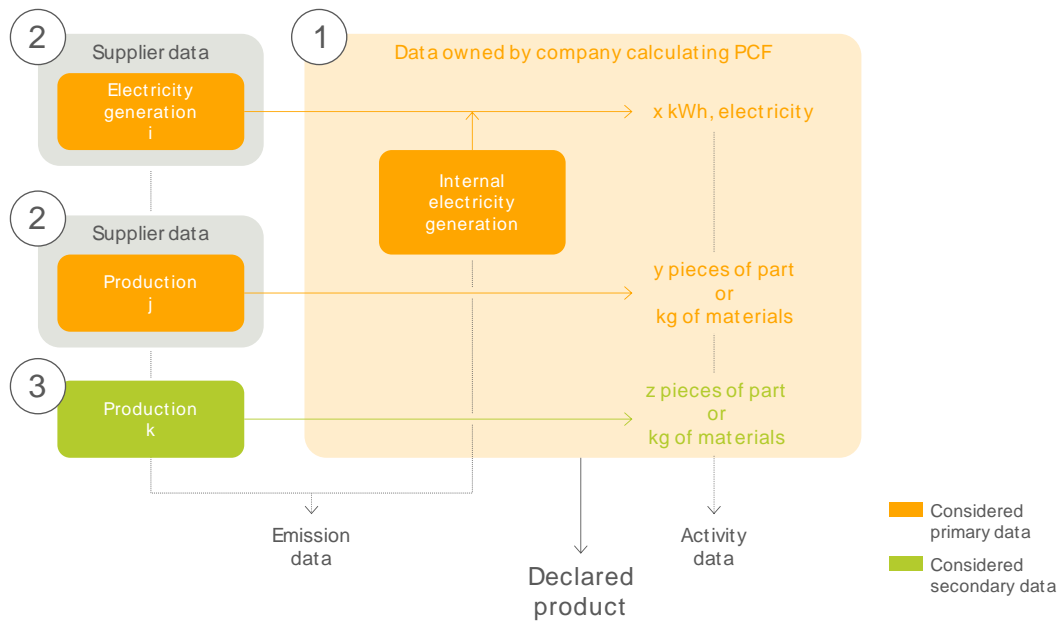 2
Supplier data
Electricity
generation
i
1
Data owned by company calculating PCF
x kWh, electricity
Internal
electricity
generation
2
Supplier data
Production
j
y pieces of part
or
kg of materials
3
Production
k
z pieces of part
or
kg of materials
Emission
data
Declared
product
Activity
data
Considered
primary data
Considered
secondary data